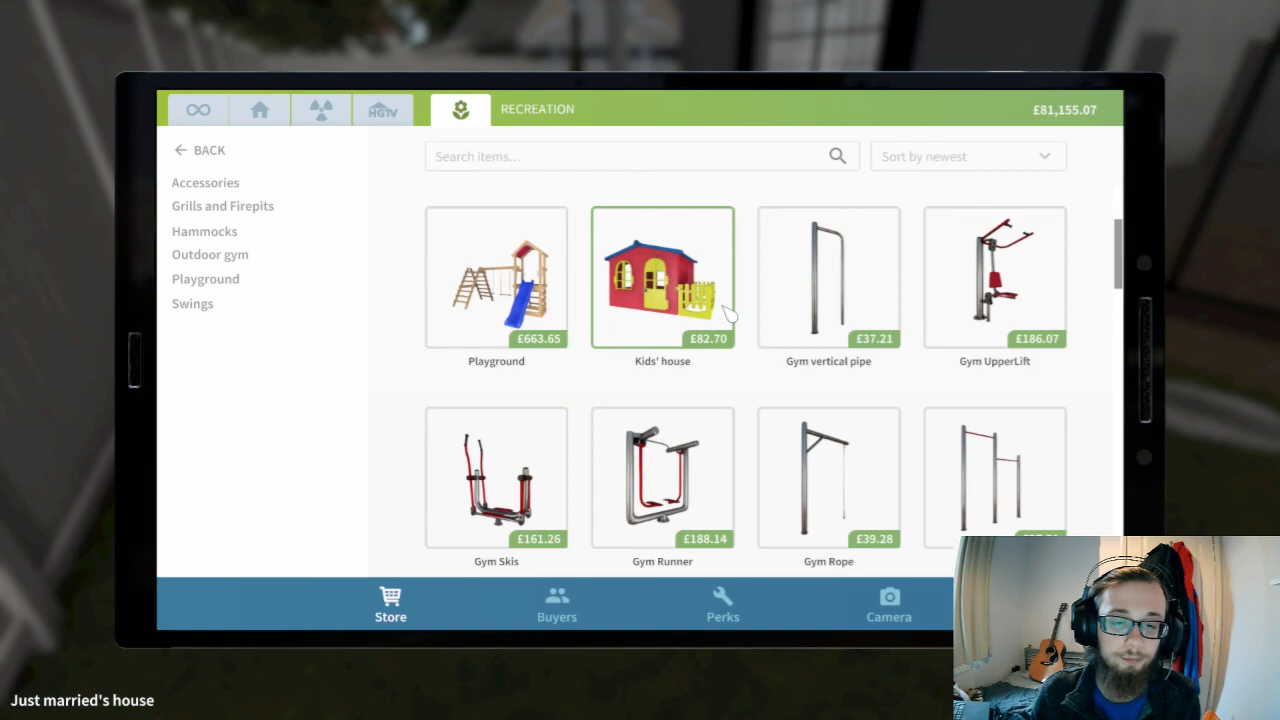 HGTV
RECREATION
£81,155.07
BACK
Search items...
Sort by newest
Accessories
Grills and Firepits
Hammocks
Outdoor gym
Playground
Swings
£663.65
£82.70
£37.21
£186.07
Playground
Kids' house
Gym vertical pipe
Gym UpperLift
£161.26
£188.14
£39.28
Gym Skis
Gym Runner
Gym Rope
Store
Buyers
Perks
Camera
Just married's house